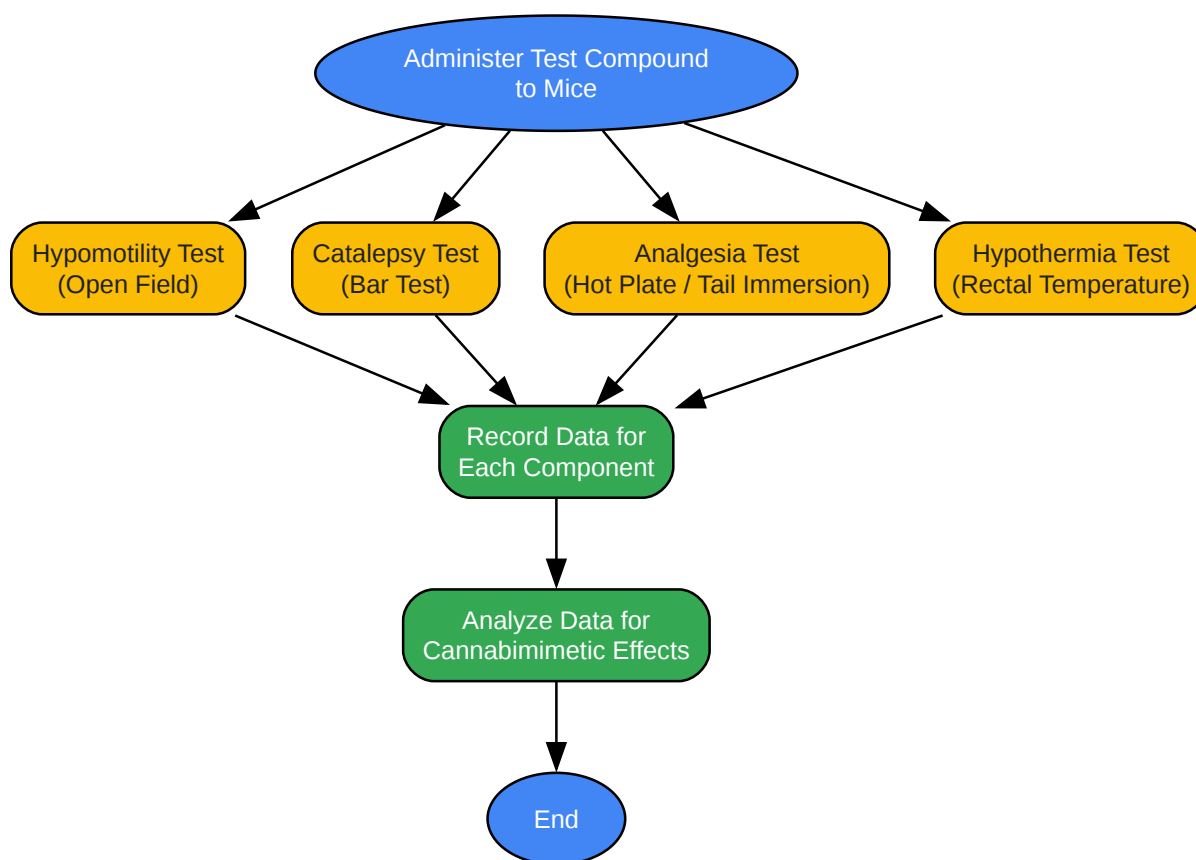 Administer Test Compound
to Mice
Hypomotility Test
(Open Field)
Catalepsy Test
(Bar Test)
Analgesia Test
(Hot Plate / Tail Immersion)
Hypothermia Test
(Rectal Temperature)
Record Data for
Each Component
Analyze Data for
Cannabimimetic Effects
End